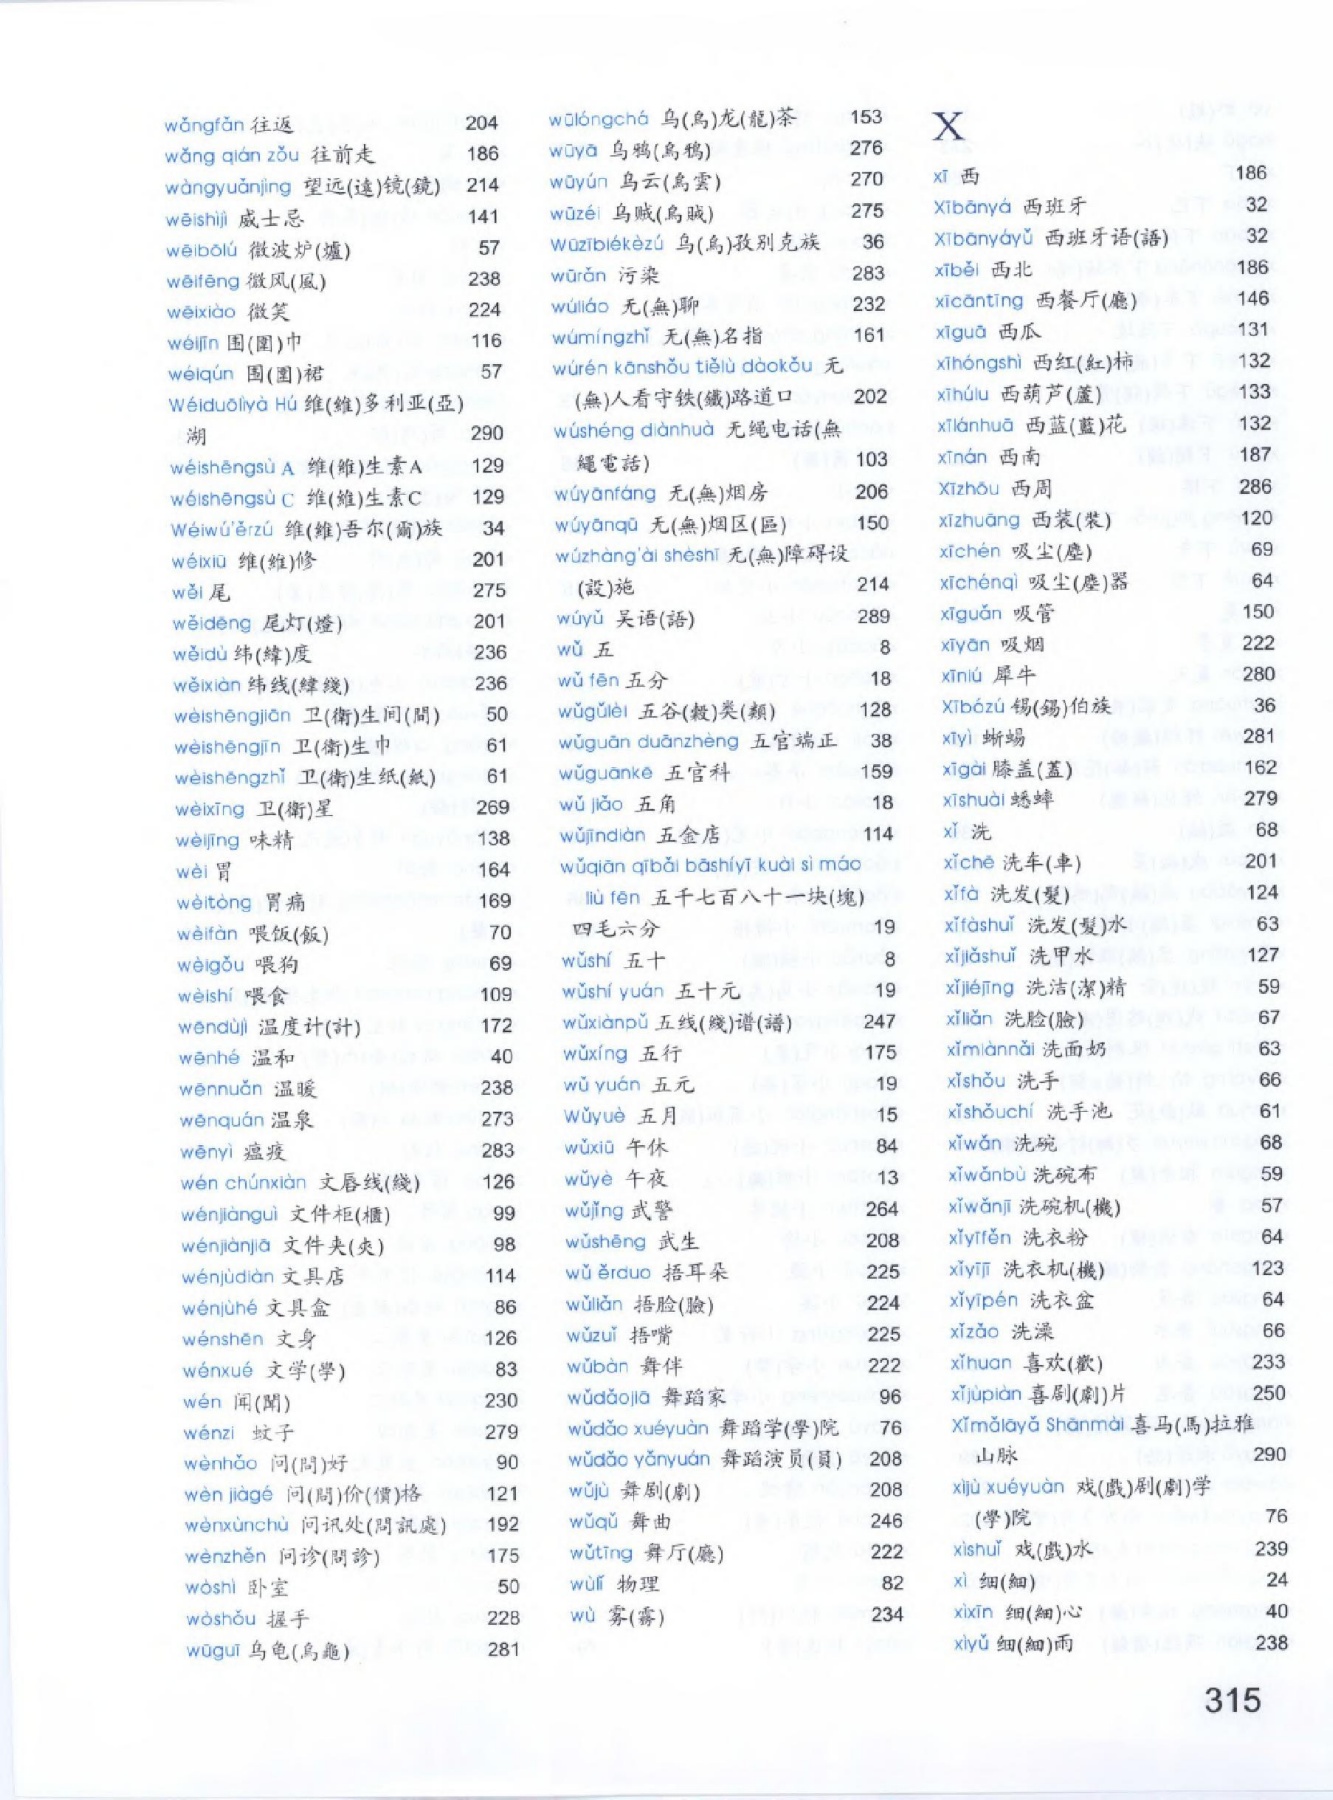 wǎngfǎn 往返 204
wǎng qián zǒu 往前走 186
wàngyuǎnjìng 望远(遠)镜(鏡) 214
wēishìjì 威士忌 141
wēibōlú 微波炉(爐) 57
wēifēng 微风(風) 238
wēixiào 微笑 224
wéijīn 围(圍)巾 116
wéiqún 围(圍)裙 57
Wéiduōlìyà Hú 维(維)多利亚(亞)
湖 290
wéishēngsù A 维(維)生素A 129
wéishēngsù C 维(維)生素C 129
Wéiwú'ěrzú 维(維)吾尔(爾)族 34
wéixiū 维(維)修 201
wěi 尾 275
wěidēng 尾灯(燈) 201
wěidù 纬(緯)度 236
wěixiàn 纬线(緯綫) 236
wèishēngjiān 卫(衛)生间(間) 50
wèishēngjīn 卫(衛)生巾 61
wèishēngzhǐ 卫(衛)生纸(紙) 61
wèixīng 卫(衛)星 269
wèijīng 味精 138
wèi 胃 164
wèitòng 胃痛 169
wèifàn 喂饭(飯) 70
wèigǒu 喂狗 69
wèishí 喂食 109
wēndùjì 温度计(計) 172
wēnhé 温和 40
wēnnuǎn 温暖 238
wēnquán 温泉 273
wēnyì 瘟疫 283
wén chúnxiàn 文唇线(綫) 126
wénjiànguì 文件柜(櫃) 99
wénjiànjiā 文件夹(夾) 98
wénjùdiàn 文具店 114
wénjùhé 文具盒 86
wénshēn 文身 126
wénxué 文学(學) 83
wén 闻(聞) 230
wénzi 蚊子 279
wènhǎo 问(問)好 90
wèn jiàgé 问(問)价(價)格 121
wènxùnchù 问讯处(問訊處) 192
wènzhěn 问诊(問診) 175
wòshì 卧室 50
wòshǒu 握手 228
wūguī 乌龟(烏龜) 281
wūlóngchá 乌(烏)龙(龍)茶 153
wūyā 乌鸦(烏鴉) 276
wūyún 乌云(烏雲) 270
wūzéi 乌贼(烏賊) 275
Wūzībiékèzú 乌(烏)孜别克族 36
wūrǎn 污染 283
wúliáo 无(無)聊 232
wúmíngzhǐ 无(無)名指 161
wúrén kānshǒu tiělù dàokǒu 无
(無)人看守铁(鐵)路道口 202
wúshéng diànhuà 无绳电话(無
繩電話) 103
wúyānfáng 无(無)烟房 206
wúyānqū 无(無)烟区(區) 150
wúzhàng'ài shèshī 无(無)障碍设
(設)施 214
wúyǔ 吴语(語) 289
wǔ 五 8
wǔ fēn 五分 18
wǔgǔlèi 五谷(穀)类(類) 128
wǔguān duānzhèng 五官端正 38
wǔguānkē 五官科 159
wǔ jiǎo 五角 18
wǔjīndiàn 五金店 114
wǔqiān qībǎi bāshíyī kuài sì máo
liù fēn 五千七百八十一块(塊)
四毛六分 19
wǔshí 五十 8
wǔshí yuán 五十元 19
wǔxiànpǔ 五线(綫)谱(譜) 247
wǔxíng 五行 175
wǔ yuán 五元 19
Wǔyuè 五月 15
wǔxiū 午休 84
wǔyè 午夜 13
wǔjǐng 武警 264
wǔshēng 武生 208
wǔ ěrduo 捂耳朵 225
wǔliǎn 捂脸(臉) 224
wǔzuǐ 捂嘴 225
wǔbàn 舞伴 222
wǔdǎojiā 舞蹈家 96
wǔdǎo xuéyuàn 舞蹈学(學)院 76
wǔdǎo yǎnyuán 舞蹈演员(員) 208
wǔjù 舞剧(劇) 208
wǔqǔ 舞曲 246
wǔtīng 舞厅(廳) 222
wùlǐ 物理 82
wù 雾(霧) 234
X
xī 西 186
Xībānyá 西班牙 32
Xībānyáyǔ 西班牙语(語) 32
xīběi 西北 186
xīcāntīng 西餐厅(廳) 146
xīguā 西瓜 131
xīhóngshì 西红(紅)柿 132
xīhúlu 西葫芦(蘆) 133
xīlánhuā 西蓝(藍)花 132
xīnán 西南 187
Xīzhōu 西周 286
xīzhuāng 西装(裝) 120
xīchén 吸尘(塵) 69
xīchénqì 吸尘(塵)器 64
xīguǎn 吸管 150
xīyān 吸烟 222
xīniú 犀牛 280
Xībózú 锡(錫)伯族 36
xīyì 蜥蜴 281
xīgài 膝盖(蓋) 162
xīshuài 蟋蟀 279
xǐ 洗 68
xǐchē 洗车(車) 201
xǐfà 洗发(髮) 124
xǐfàshuǐ 洗发(髮)水 63
xǐjiǎshuǐ 洗甲水 127
xǐjiéjīng 洗洁(潔)精 59
xǐliǎn 洗脸(臉) 67
xǐmiànnǎi 洗面奶 63
xǐshǒu 洗手 66
xǐshǒuchí 洗手池 61
xǐwǎn 洗碗 68
xǐwǎnbù 洗碗布 59
xǐwǎnjī 洗碗机(機) 57
xǐyīfěn 洗衣粉 64
xǐyījī 洗衣机(機) 123
xǐyīpén 洗衣盆 64
xǐzǎo 洗澡 66
xǐhuan 喜欢(歡) 233
xǐjùpiàn 喜剧(劇)片 250
Xǐmǎlāyǎ Shānmài 喜马(馬)拉雅
山脉 290
xìjù xuéyuàn 戏(戲)剧(劇)学
(學)院 76
xìshuǐ 戏(戲)水 239
xì 细(細) 24
xìxīn 细(細)心 40
xìyǔ 细(細)雨 238
315